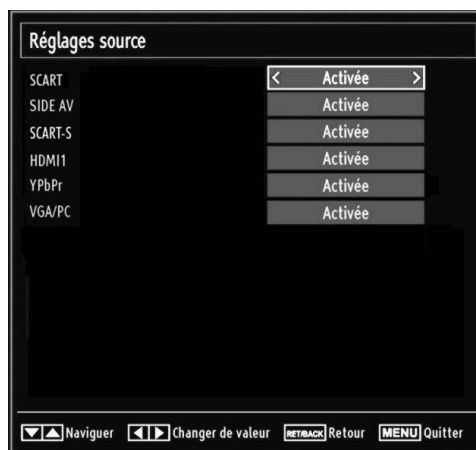 Réglages source
SCART < Activée >
SIDE AV Activée
SCART-S Activée
HDMI1 Activée
YPbPr Activée
VGA/PC Activée
Naviguer Changer de valeur RET/BACK Retour MENU Quitter